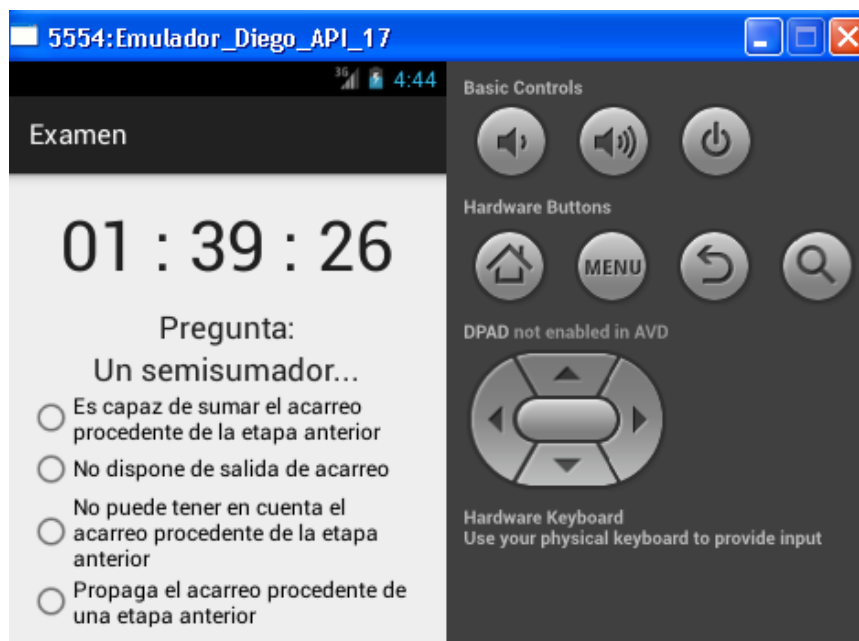 5554:Emulador_Diego_API_17
3G 4:44
Examen
01 : 39 : 26
Pregunta:
Un semisumador...
Es capaz de sumar el acarreo
procedente de la etapa anterior
No dispone de salida de acarreo
No puede tener en cuenta el
acarreo procedente de la etapa
anterior
Propaga el acarreo procedente de
una etapa anterior
Basic Controls
Hardware Buttons
MENU
DPAD not enabled in AVD
Hardware Keyboard
Use your physical keyboard to provide input